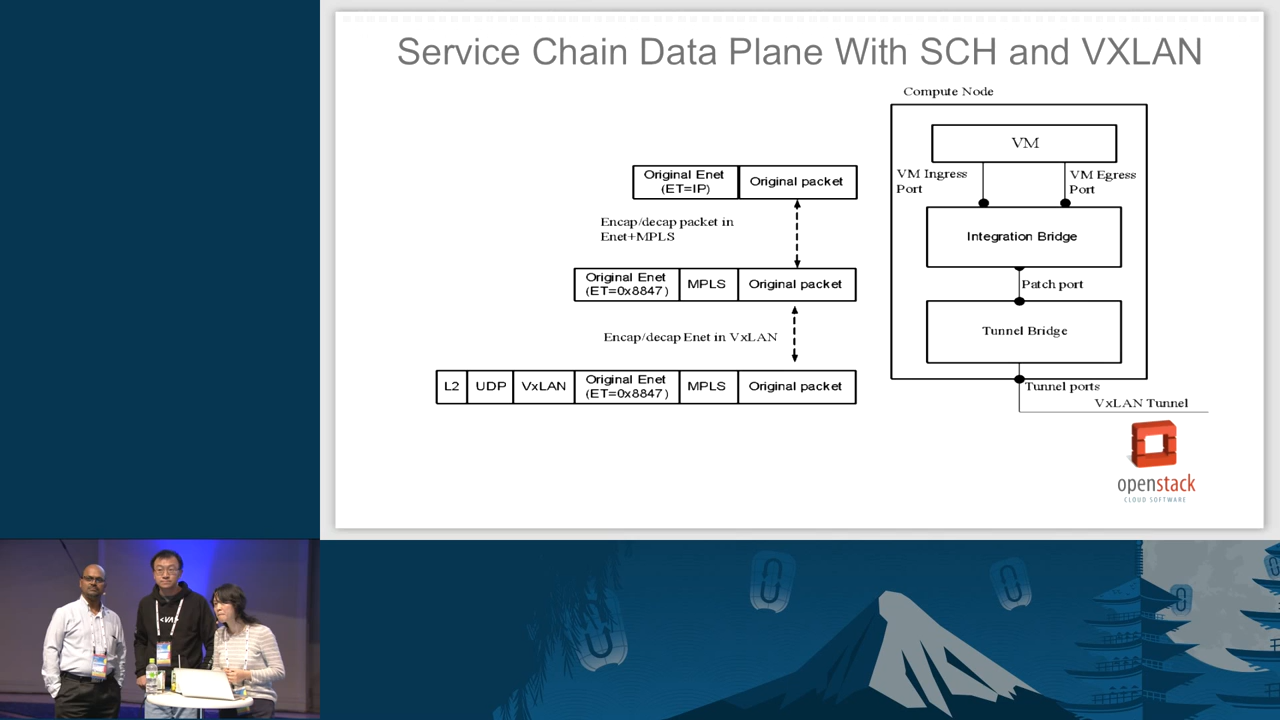 Service Chain Data Plane With SCH and VXLAN
Compute Node
VM
VM Ingress
Port
VM Egress
Port
Integration Bridge
Patch port
Tunnel Bridge
Tunnel ports
VxLAN Tunnel
Original Enet
(ET=IP)
Original packet
Encap/decap packet in
Enet+MPLS
Original Enet
(ET=0x8847)
MPLS
Original packet
Encap/decap Enet in VxLAN
L2
UDP
VxLAN
Original Enet
(ET=0x8847)
MPLS
Original packet
openstack
CLOUD SOFTWARE